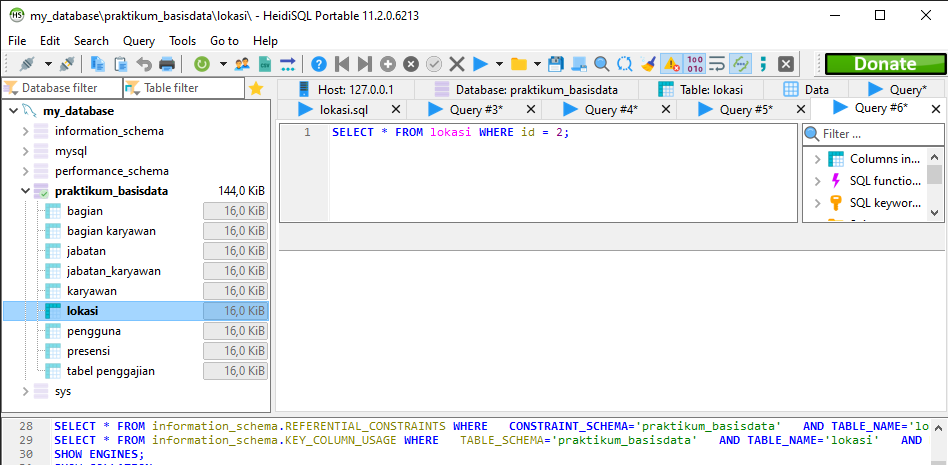 my_database\praktikum_basisdata\lokasi\ - HeidiSQL Portable 11.2.0.6213
File Edit Search Query Tools Go to Help
Donate
Database filter Table filter
Host: 127.0.0.1 Database: praktikum_basisdata Table: lokasi Data Query*
lokasi.sql Query #3* Query #4* Query #5* Query #6*
my_database
information_schema
mysql
performance_schema
praktikum_basisdata 144,0 KiB
bagian 16,0 KiB
bagian karyawan 16,0 KiB
jabatan 16,0 KiB
jabatan_karyawan 16,0 KiB
karyawan 16,0 KiB
lokasi 16,0 KiB
pengguna 16,0 KiB
presensi 16,0 KiB
tabel penggajian 16,0 KiB
sys
1 SELECT * FROM lokasi WHERE id = 2;
Filter ...
Columns in...
SQL functio...
SQL keywor...
28 SELECT * FROM information_schema.REFERENTIAL_CONSTRAINTS WHERE CONSTRAINT_SCHEMA='praktikum_basisdata' AND TABLE_NAME='lo
29 SELECT * FROM information_schema.KEY_COLUMN_USAGE WHERE TABLE_SCHEMA='praktikum_basisdata' AND TABLE_NAME='lokasi' AND
30 SHOW ENGINES;